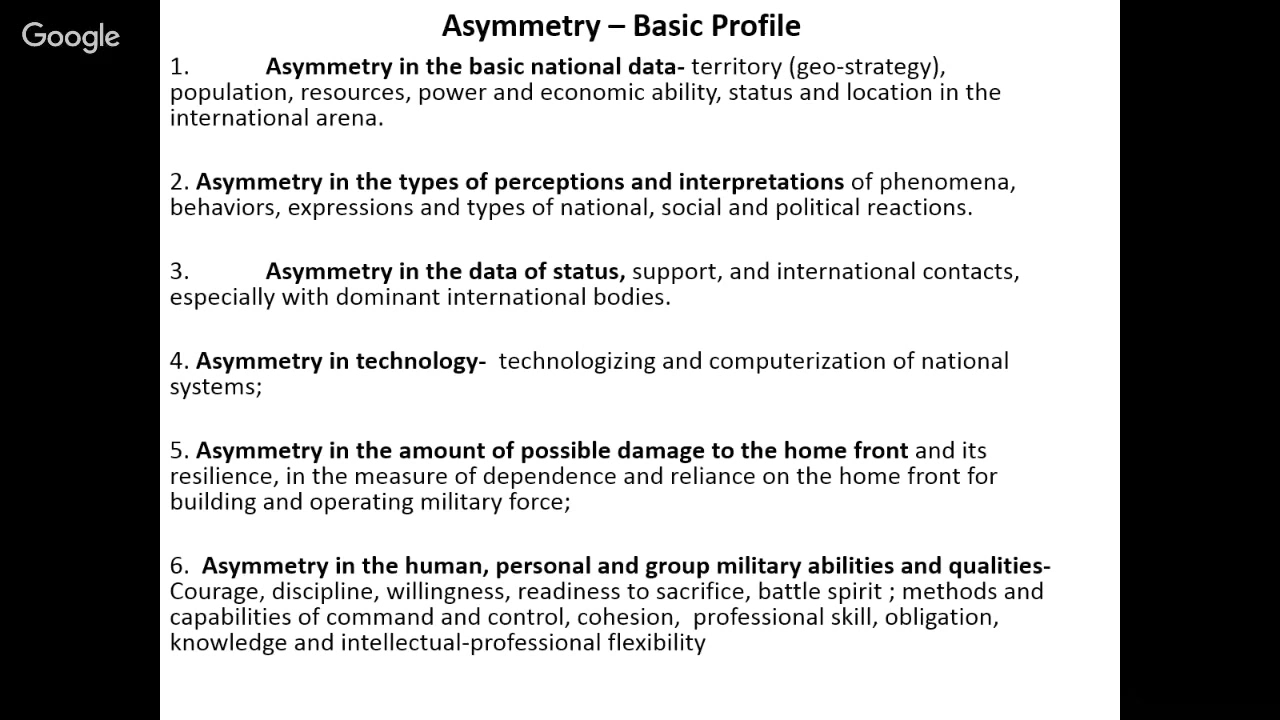 Google
Asymmetry – Basic Profile
1. Asymmetry in the basic national data- territory (geo-strategy),
population, resources, power and economic ability, status and location in the
international arena.
2. Asymmetry in the types of perceptions and interpretations of phenomena,
behaviors, expressions and types of national, social and political reactions.
3. Asymmetry in the data of status, support, and international contacts,
especially with dominant international bodies.
4. Asymmetry in technology- technologizing and computerization of national
systems;
5. Asymmetry in the amount of possible damage to the home front and its
resilience, in the measure of dependence and reliance on the home front for
building and operating military force;
6. Asymmetry in the human, personal and group military abilities and qualities-
Courage, discipline, willingness, readiness to sacrifice, battle spirit ; methods and
capabilities of command and control, cohesion, professional skill, obligation,
knowledge and intellectual-professional flexibility